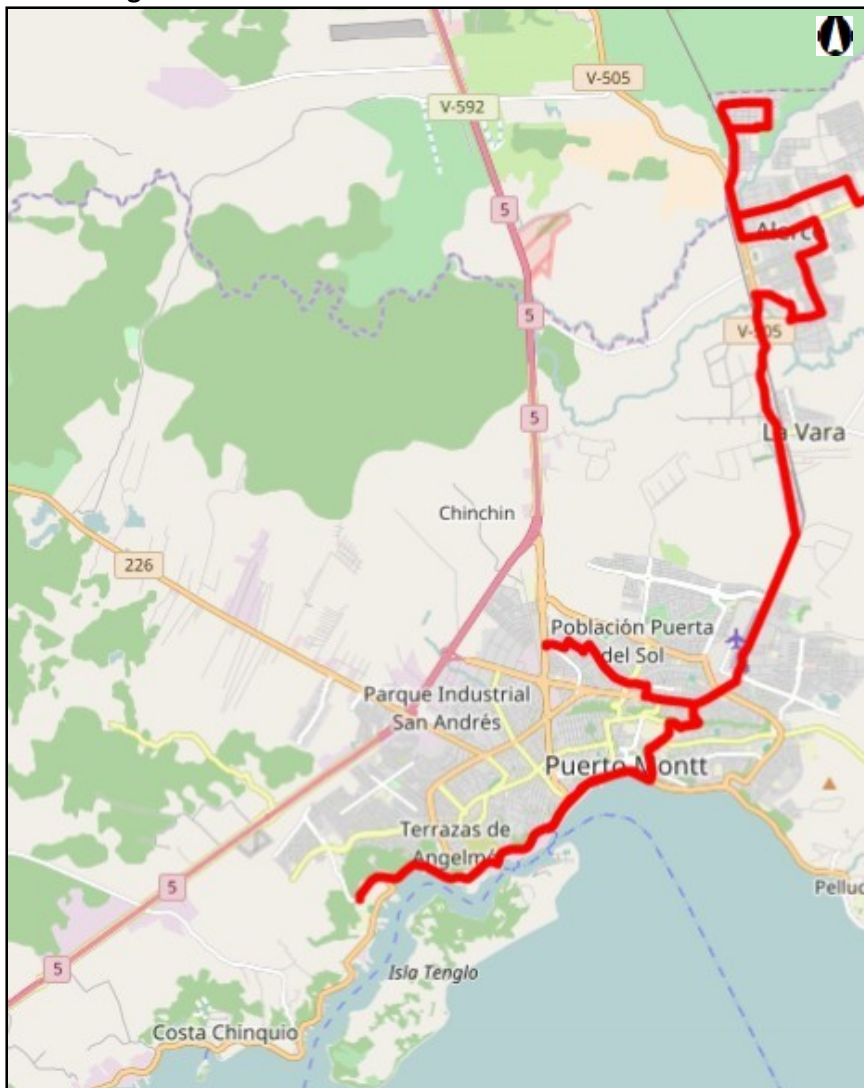 V-505
V-592
5
Alerce
5
V-505
5
La Vara
Chinchin
226
Población Puerta
del Sol
Parque Industrial
San Andrés
Puerto Montt
Terrazas de
Angelmó
5
Pelluc
5
Isla Tenglo
Costa Chinquio